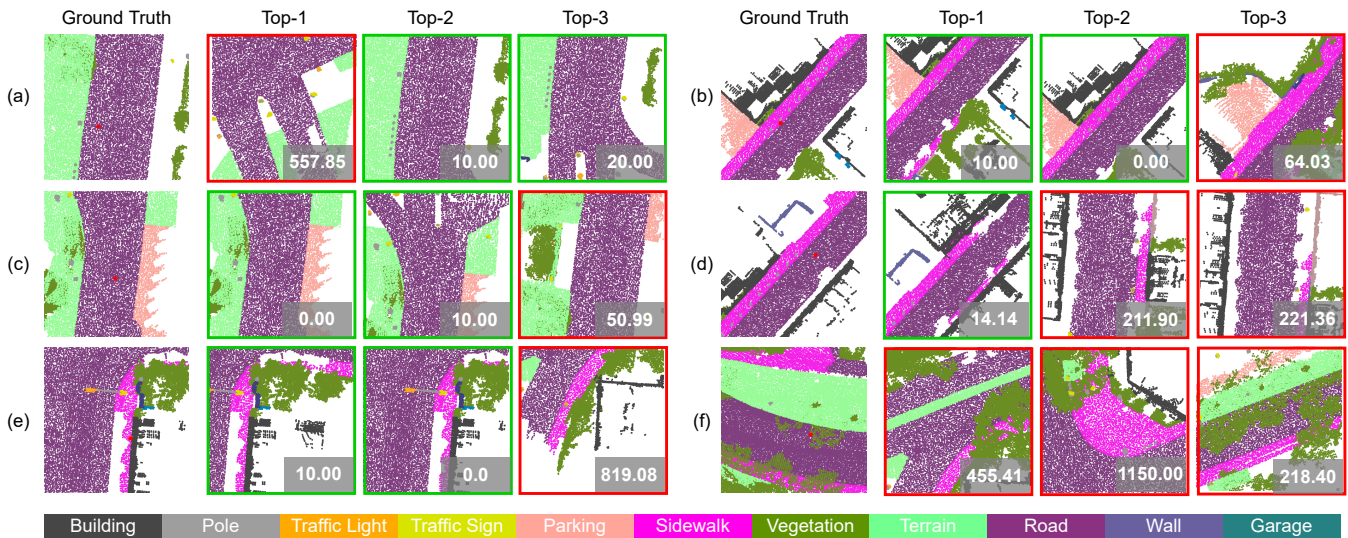 Ground Truth Top-1 Top-2 Top-3 Ground Truth Top-1 Top-2 Top-3
(a) 557.85 10.00 20.00 (b) 10.00 0.00 64.03
(c) 0.00 10.00 50.99 (d) 14.14 211.90 221.36
(e) 10.00 0.0 819.08 (f) 455.41 1150.00 218.40
Building Pole Traffic Light Traffic Sign Parking Sidewalk Vegetation Terrain Road Wall Garage